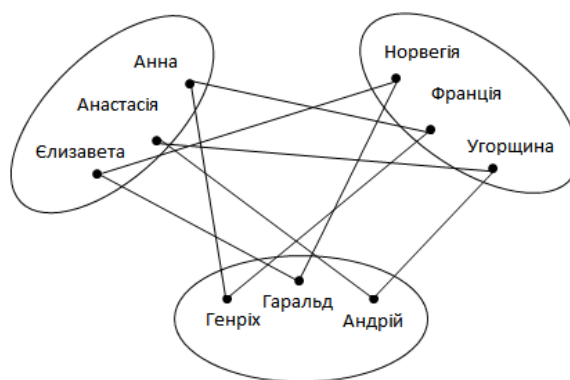 Анна
Анастасія
Єлизавета
Норвегія
Франція
Угорщина
Генріх
Гаральд
Андрій